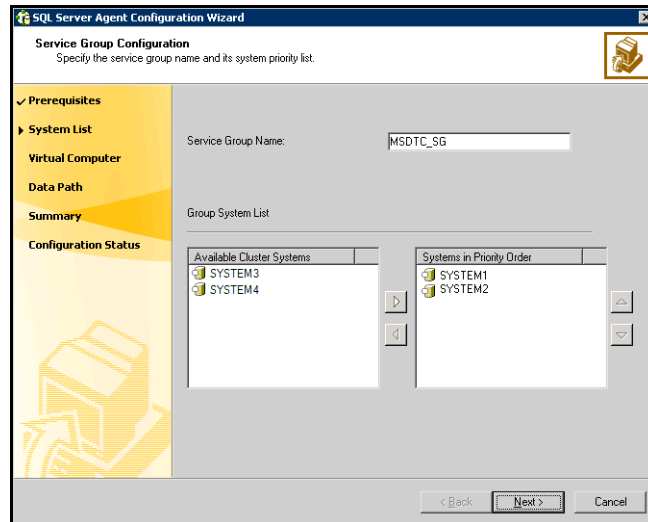 SQL Server Agent Configuration Wizard
Service Group Configuration
Specify the service group name and its system priority list.
Prerequisites
System List
Virtual Computer
Data Path
Summary
Configuration Status
Service Group Name:
MSDTC_SG
Group System List
Available Cluster Systems
SYSTEM3
SYSTEM4
Systems in Priority Order
SYSTEM1
SYSTEM2
< Back
Next >
Cancel